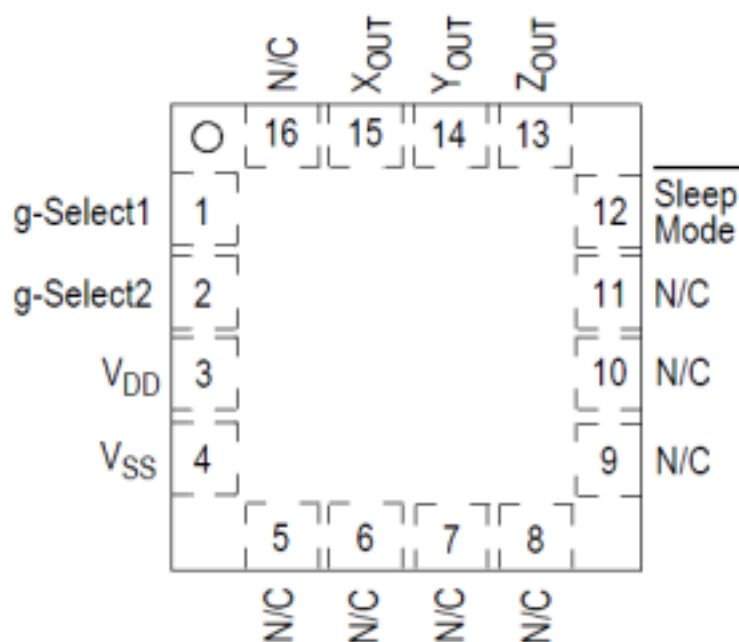 N/C
XOUT
YOUT
ZOUT
16
15
14
13
g-Select1
1
12
Sleep
Mode
g-Select2
2
11
N/C
VDD
3
10
N/C
VSS
4
9
N/C
5
6
7
8
N/C
N/C
N/C
N/C